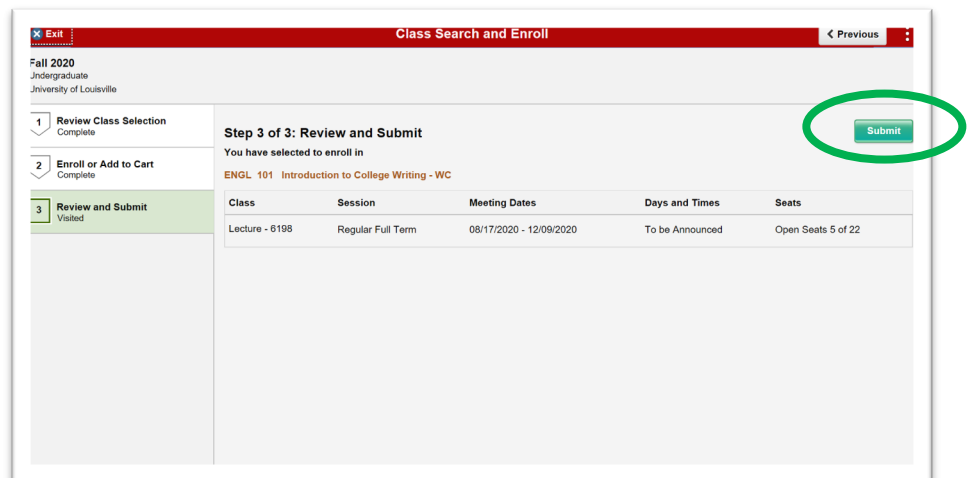 Exit
Class Search and Enroll
Previous
Fall 2020
Undergraduate
University of Louisville
1 Review Class Selection
Complete
2 Enroll or Add to Cart
Complete
3 Review and Submit
Visited
Step 3 of 3: Review and Submit
Submit
You have selected to enroll in
ENGL 101 Introduction to College Writing - WC
Class Session Meeting Dates Days and Times Seats
Lecture - 6198 Regular Full Term 08/17/2020 - 12/09/2020 To be Announced Open Seats 5 of 22